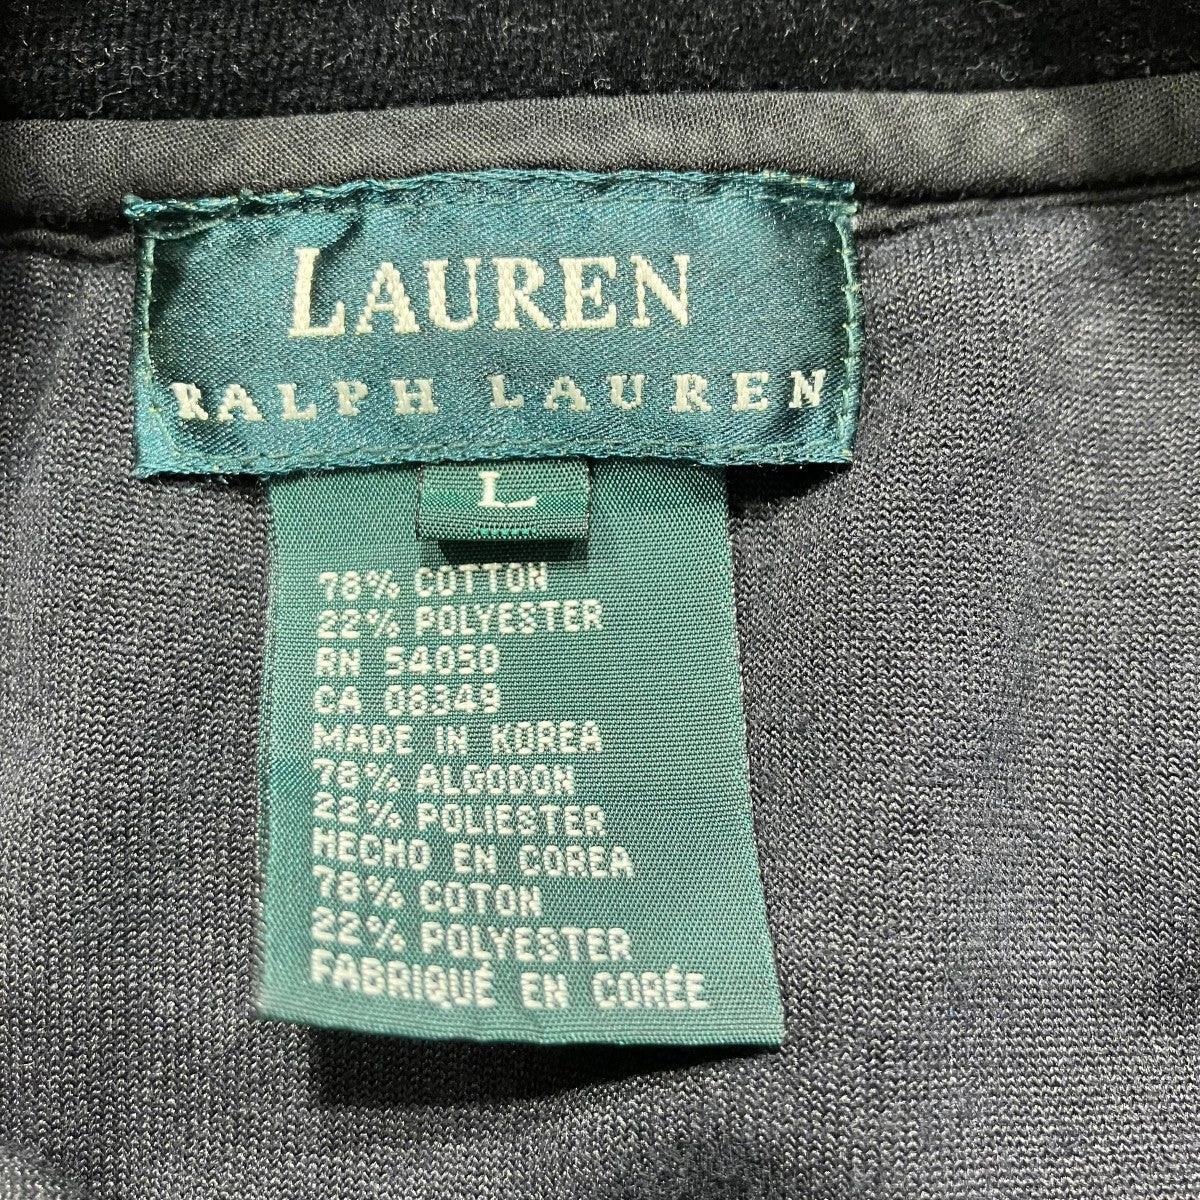 LAUREN
RALPH LAUREN
L
78% COTTON
22% POLYESTER
RN 54050
CA 08349
MADE IN KOREA
78% ALGODON
22% POLIESTER
HECHO EN COREA
78% COTON
22% POLYESTER
FABRIQUÉ EN CORÉE